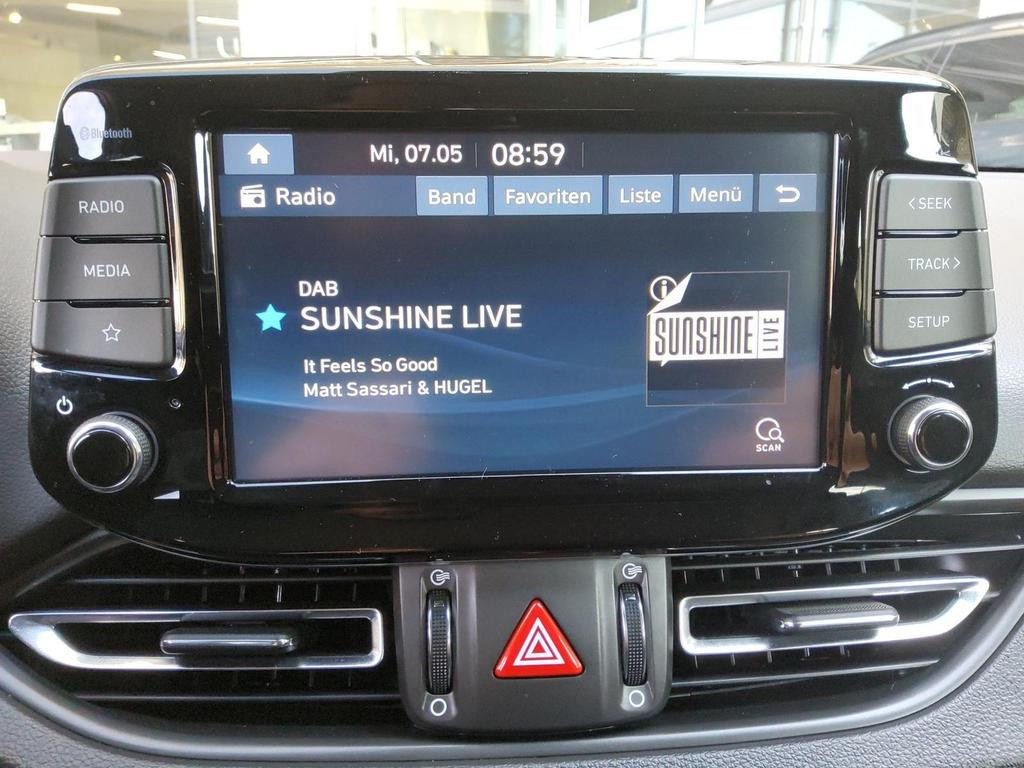 Bluetooth
Mi, 07.05 08:59
Radio Band Favoriten Liste Menü
RADIO
MEDIA
SEEK
TRACK
SETUP
DAB
SUNSHINE LIVE
It Feels So Good
Matt Sassari & HUGEL
SUNSHINE LIVE
SCAN